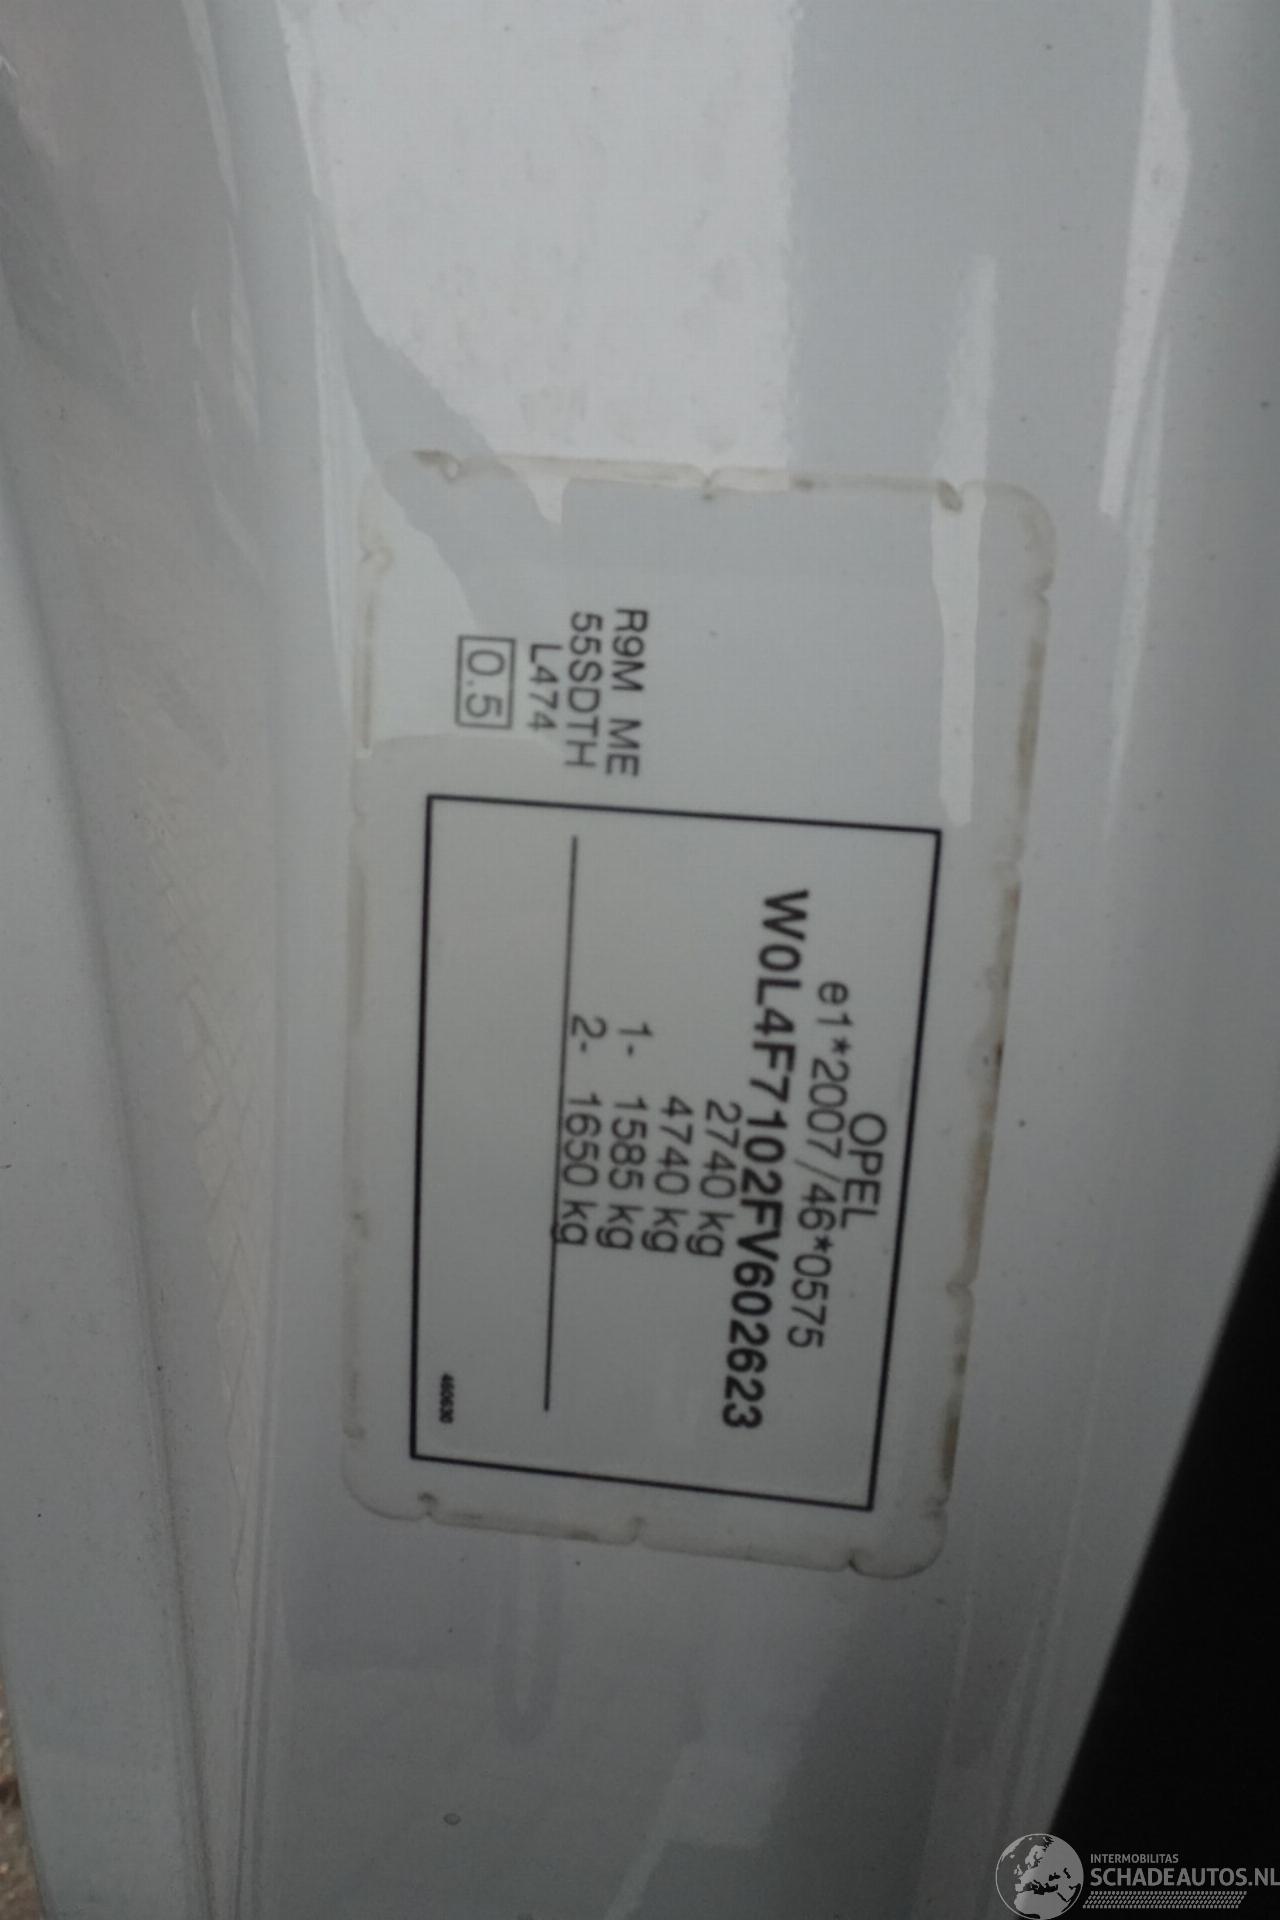 OPEL
e1*2007/46*0575
W0L4F7102FV602623
2740 kg
4740 kg
1- 1585 kg
2- 1650 kg
460630
R9M ME
55SDTH
L474
0.5
INTERMOBILITAS
SCHADEAUTOS.NL